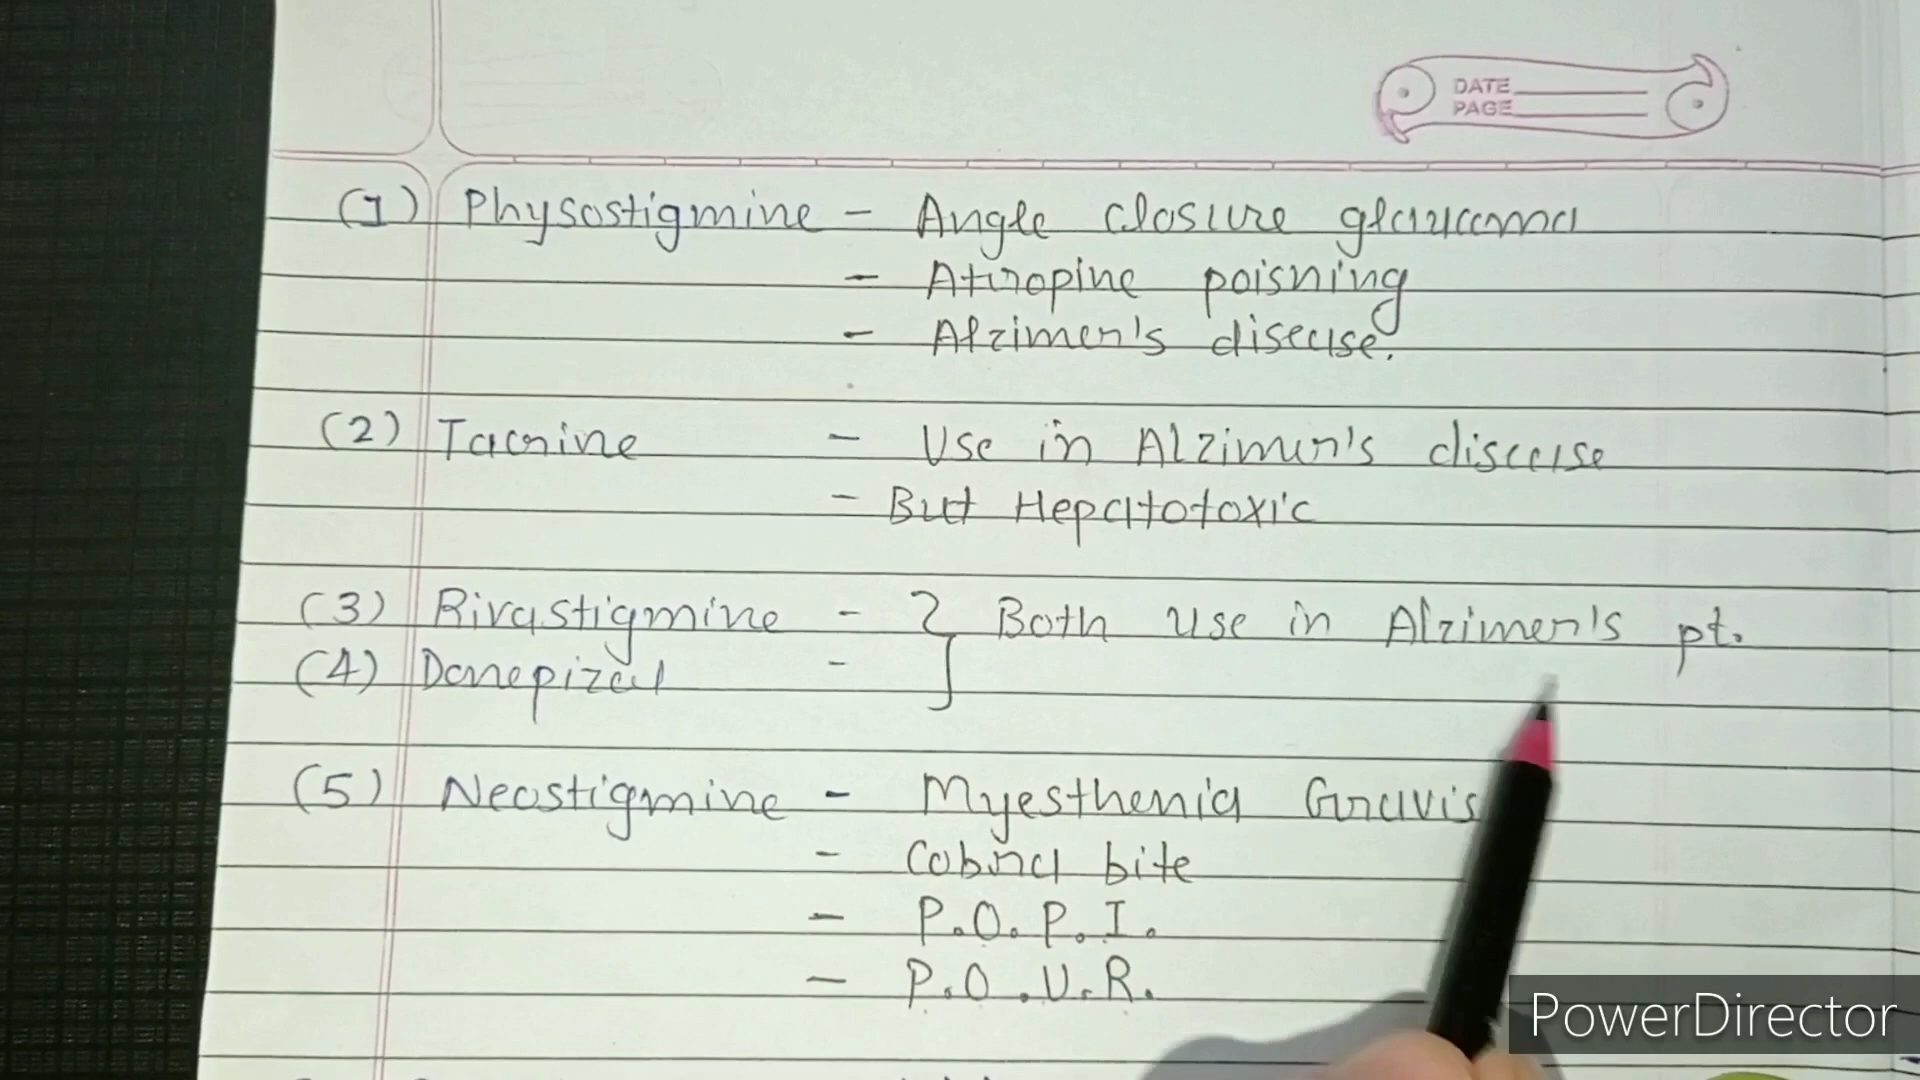 DATE
PAGE
(1) Physostigmine - Angle closure glaucoma
- Atropine poisning
- Alzimer's disease.
(2) Tacrine - Use in Alzimer's disease
- But Hepatotoxic
(3) Rivastigmine - } Both use in Alzimer's pt.
(4) Donepizal -
(5) Neostigmine - Myesthenia Gravis
- Cobra bite
- P.O.P.I.
- P.O.U.R.
PowerDirector